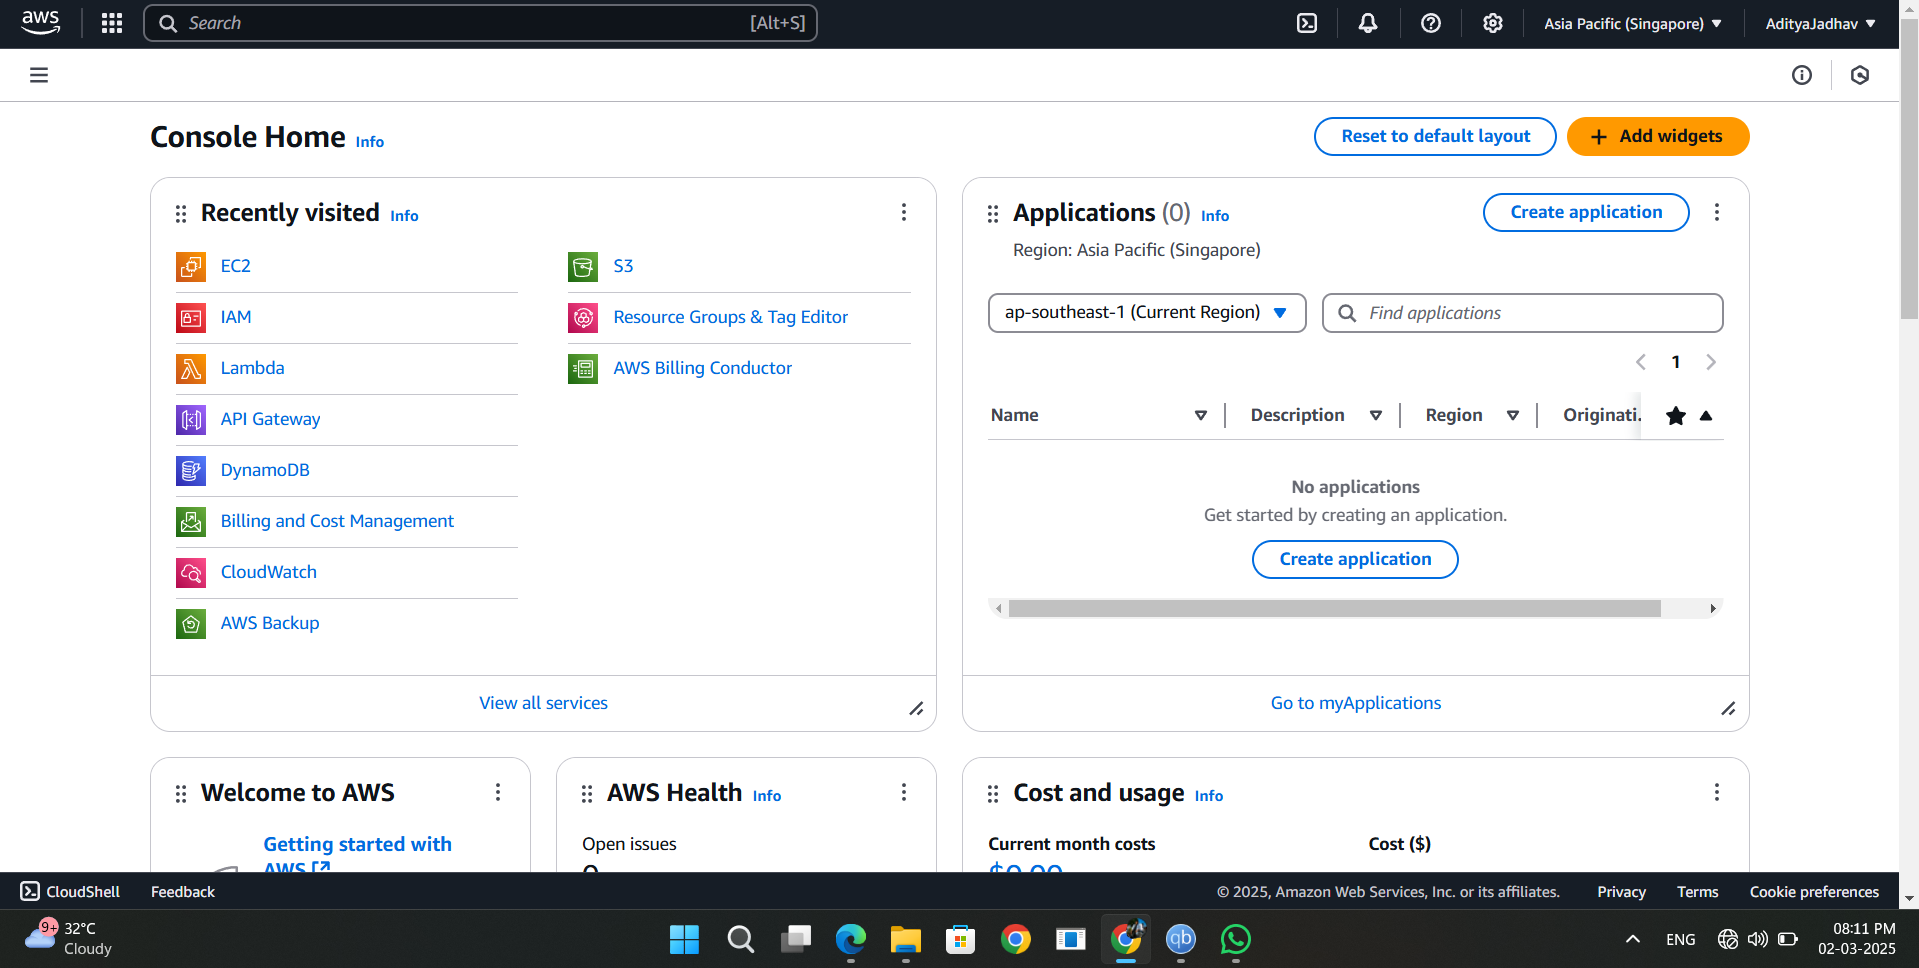 aws
Search
[Alt+S]
Asia Pacific (Singapore)
AdityaJadhav
Console Home Info
Reset to default layout
Add widgets
Recently visited Info
EC2
IAM
Lambda
API Gateway
DynamoDB
Billing and Cost Management
CloudWatch
AWS Backup
S3
Resource Groups & Tag Editor
AWS Billing Conductor
View all services
Applications (0) Info
Create application
Region: Asia Pacific (Singapore)
ap-southeast-1 (Current Region)
Find applications
1
Name
Description
Region
Originati.
No applications
Get started by creating an application.
Create application
Go to myApplications
Welcome to AWS
Getting started with
AWS
AWS Health Info
Open issues
0
Cost and usage Info
Current month costs
$0.00
Cost ($)
CloudShell
Feedback
© 2025, Amazon Web Services, Inc. or its affiliates.
Privacy
Terms
Cookie preferences
9+
32°C
Cloudy
qb
ENG
08:11 PM
02-03-2025